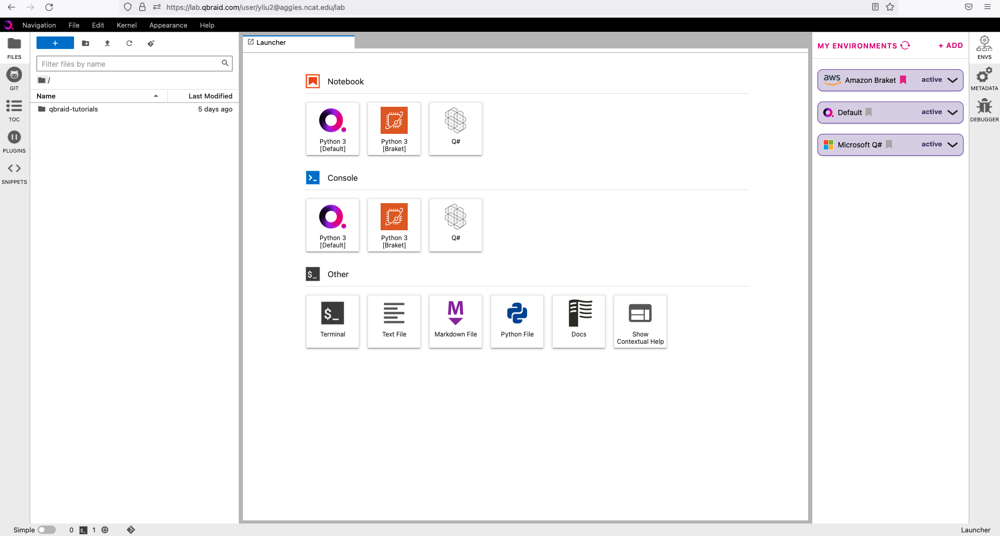 https://lab.qbraid.com/user/yliu2@aggies.ncat.edu/lab
Navigation File Edit Kernel Appearance Help
FILES
GIT
TOC
PLUGINS
SNIPPETS
+
Filter files by name
/
Name Last Modified
qbraid-tutorials 5 days ago
Launcher
Notebook
Python 3
[Default]
Python 3
[Braket]
Q#
Console
Python 3
[Default]
Python 3
[Braket]
Q#
$_ Other
$_
Terminal
Text File
M
Markdown File
Python File
Docs
Show
Contextual Help
MY ENVIRONMENTS + ADD
aws Amazon Braket active
Default active
Microsoft Q# active
ENVS
METADATA
DEBUGGER
Simple 0 $_ 1 Launcher